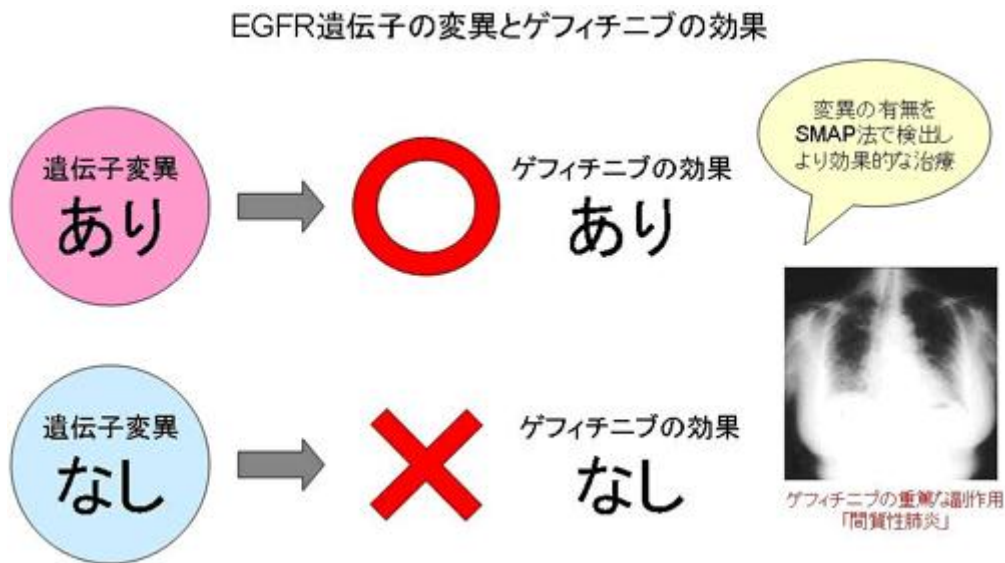 EGFR遺伝子の変異とゲフィチニブの効果
変異の有無を
SMAP法で検出し
より効果的な治療
遺伝子変異
あり
ゲフィチニブの効果
あり
遺伝子変異
なし
ゲフィチニブの効果
なし
ゲフィチニブの重篤な副作用
「間質性肺炎」